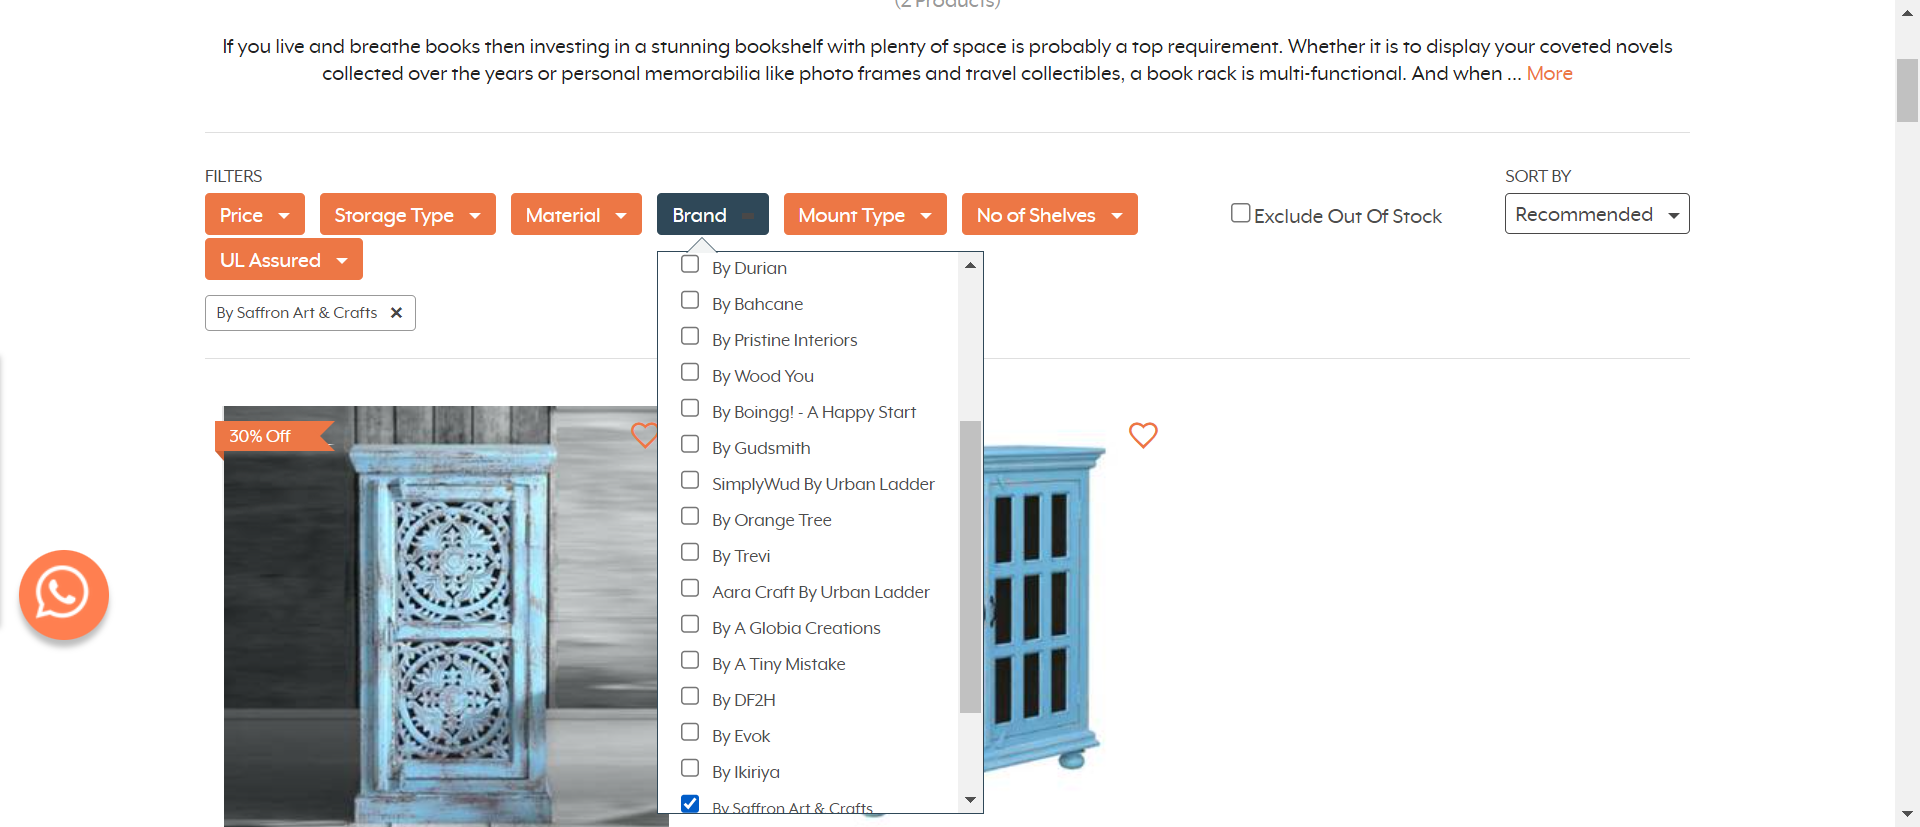 (2 Products)
If you live and breathe books then investing in a stunning bookshelf with plenty of space is probably a top requirement. Whether it is to display your coveted novels
collected over the years or personal memorabilia like photo frames and travel collectibles, a book rack is multi-functional. And when ... More
FILTERS
SORT BY
Price
Storage Type
Material
Brand
Mount Type
No of Shelves
Exclude Out Of Stock
Recommended
UL Assured
By Saffron Art & Crafts
By Durian
By Bahcane
By Pristine Interiors
By Wood You
By Boingg! - A Happy Start
By Gudsmith
SimplyWud By Urban Ladder
By Orange Tree
By Trevi
Aara Craft By Urban Ladder
By A Globia Creations
By A Tiny Mistake
By DF2H
By Evok
By Ikiriya
By Saffron Art & Crafts
30% Off